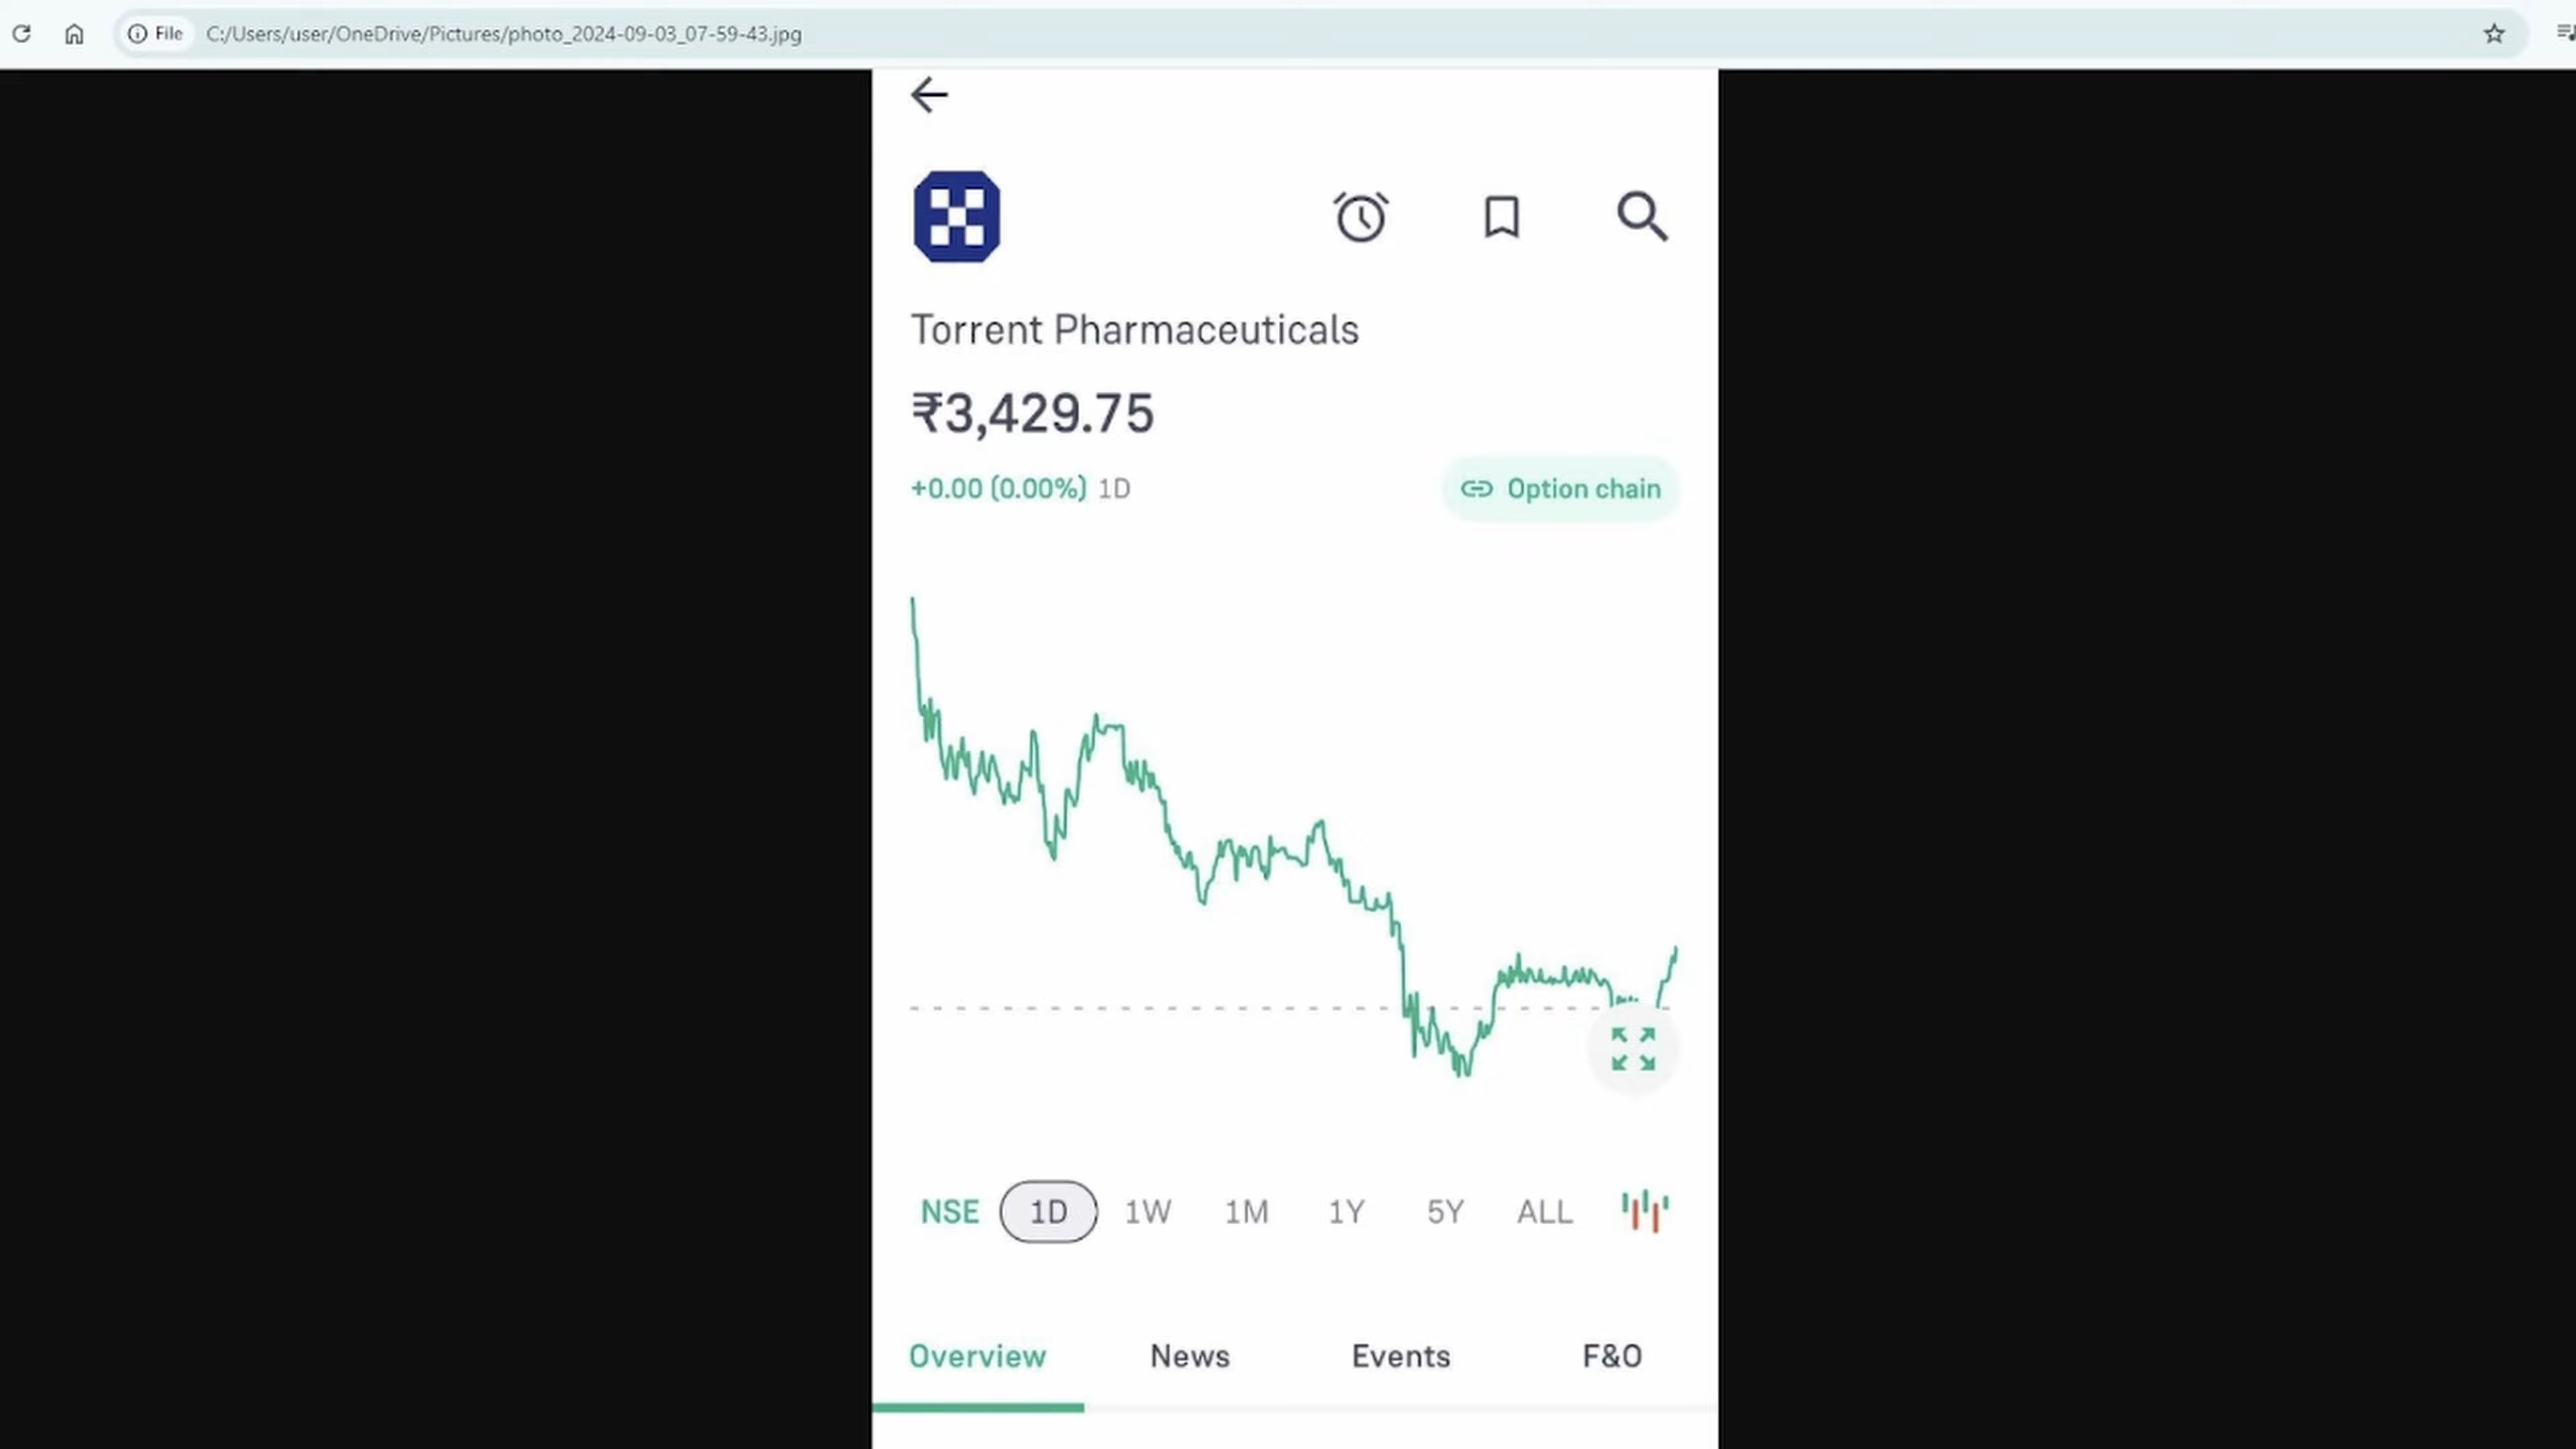 File C:/Users/user/OneDrive/Pictures/photo_2024-09-03_07-59-43.jpg
Torrent Pharmaceuticals
₹3,429.75
+0.00 (0.00%) 1D Option chain
NSE 1D 1W 1M 1Y 5Y ALL
Overview News Events F&O